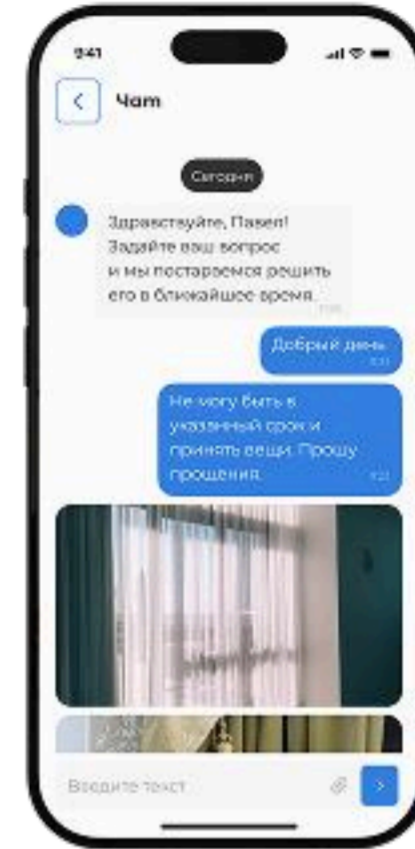 9:41
Чат
Сегодня
Здравствуйте, Павел!
Задайте ваш вопрос
и мы постараемся решить
его в ближайшее время.
Добрый день.
Не могу быть в
указанный срок и
принять вещи. Прошу
прощения.
Введите текст